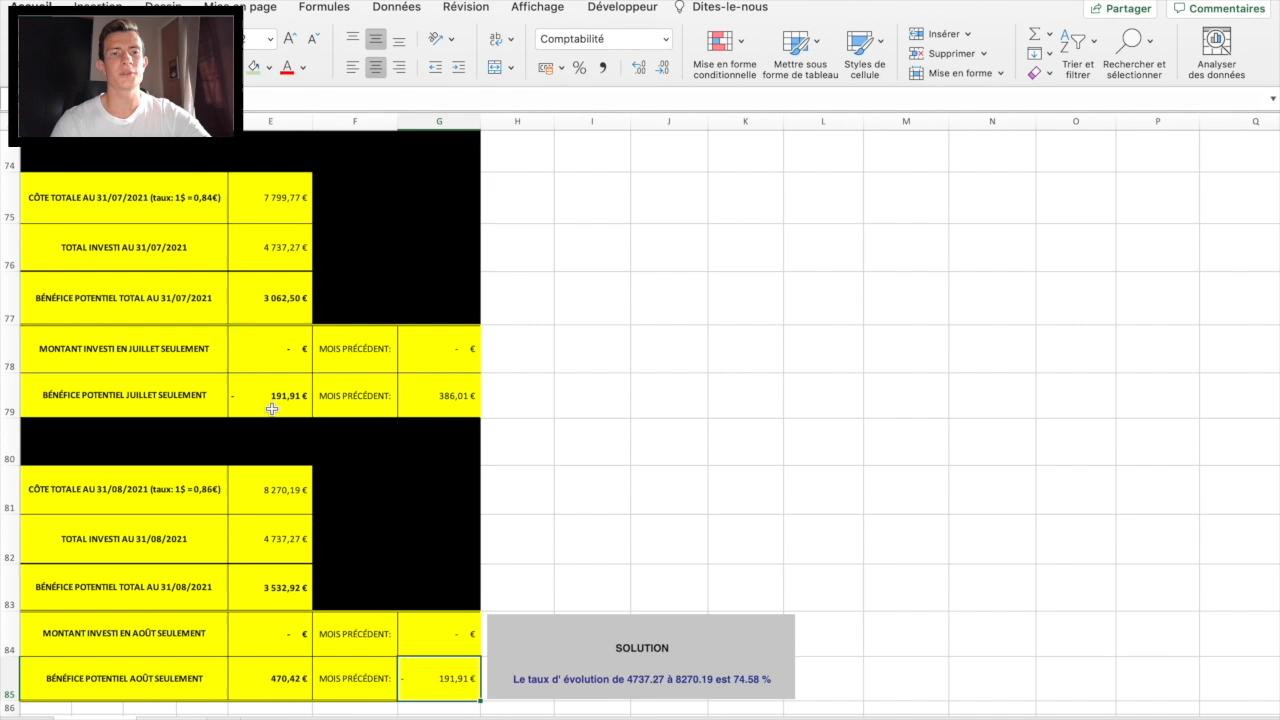 Accueil Insertion Dessin Mise en page Formules Données Révision Affichage Développeur Dites-le-nous
Partager Commentaires
Comptabilité
Mise en forme conditionnelle
Mettre sous forme de tableau
Styles de cellule
Insérer
Supprimer
Mise en forme
Trier et filtrer
Rechercher et sélectionner
Analyser des données
E F G H I J K L M N O P Q
74
75 CÔTE TOTALE AU 31/07/2021 (taux: 1$ = 0,84€) 7 799,77 €
76 TOTAL INVESTI AU 31/07/2021 4 737,27 €
77 BÉNÉFICE POTENTIEL TOTAL AU 31/07/2021 3 062,50 €
78 MONTANT INVESTI EN JUILLET SEULEMENT - € MOIS PRÉCÉDENT: - €
79 BÉNÉFICE POTENTIEL JUILLET SEULEMENT - 191,91 € MOIS PRÉCÉDENT: 386,01 €
80
81 CÔTE TOTALE AU 31/08/2021 (taux: 1$ = 0,86€) 8 270,19 €
82 TOTAL INVESTI AU 31/08/2021 4 737,27 €
83 BÉNÉFICE POTENTIEL TOTAL AU 31/08/2021 3 532,92 €
84 MONTANT INVESTI EN AOÛT SEULEMENT - € MOIS PRÉCÉDENT: - €
85 BÉNÉFICE POTENTIEL AOÛT SEULEMENT 470,42 € MOIS PRÉCÉDENT: - 191,91 €
86
SOLUTION
Le taux d' évolution de 4737.27 à 8270.19 est 74.58 %